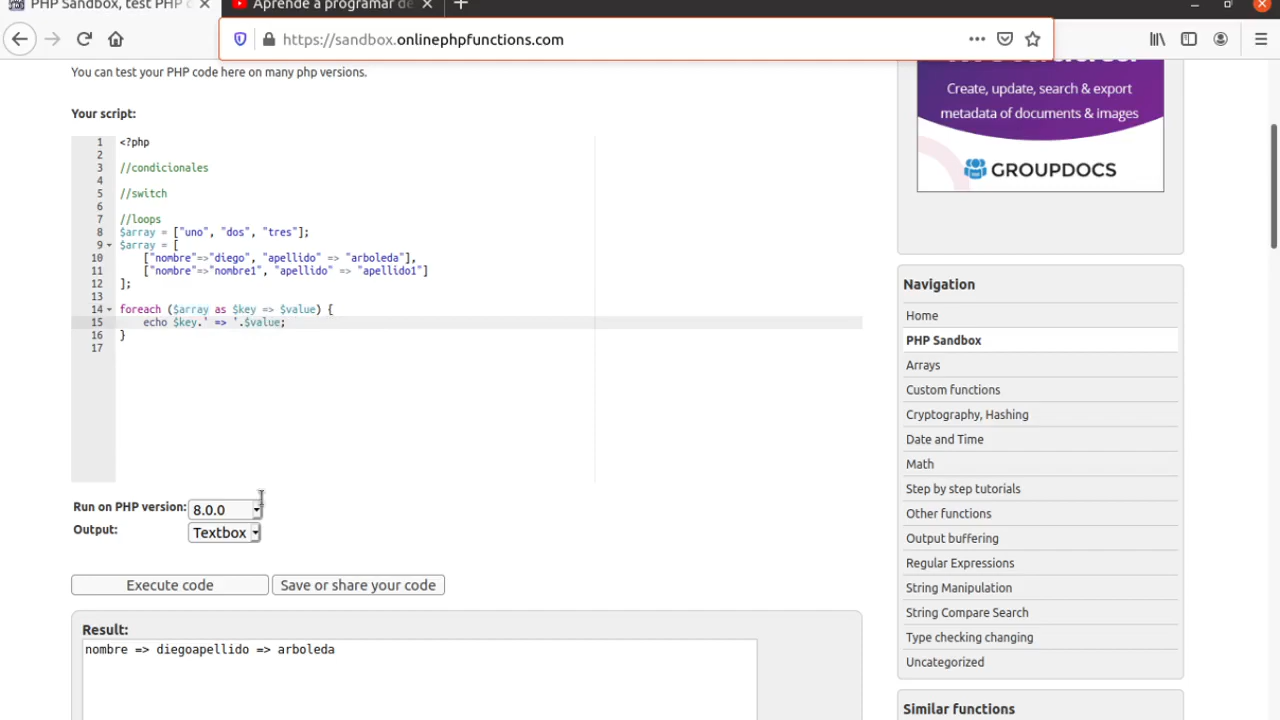 PHP Sandbox, test PHP
Aprende a programar de
https://sandbox.onlinephpfunctions.com
You can test your PHP code here on many php versions.
Your script:
1 <?php
2
3 //condicionales
4
5 //switch
6
7 //loops
8 $array = ["uno", "dos", "tres"];
9 $array = [
10 ["nombre"=>"diego", "apellido" => "arboleda"],
11 ["nombre"=>"nombre1", "apellido" => "apellido1"]
12 ];
13
14 foreach ($array as $key => $value) {
15 echo $key.' => '.$value;
16 }
17
Run on PHP version: 8.0.0
Output: Textbox
Execute code
Save or share your code
Result:
nombre => diegoapellido => arboleda
Create, update, search & export
metadata of documents & images
GROUPDOCS
Navigation
Home
PHP Sandbox
Arrays
Custom functions
Cryptography, Hashing
Date and Time
Math
Step by step tutorials
Other functions
Output buffering
Regular Expressions
String Manipulation
String Compare Search
Type checking changing
Uncategorized
Similar functions